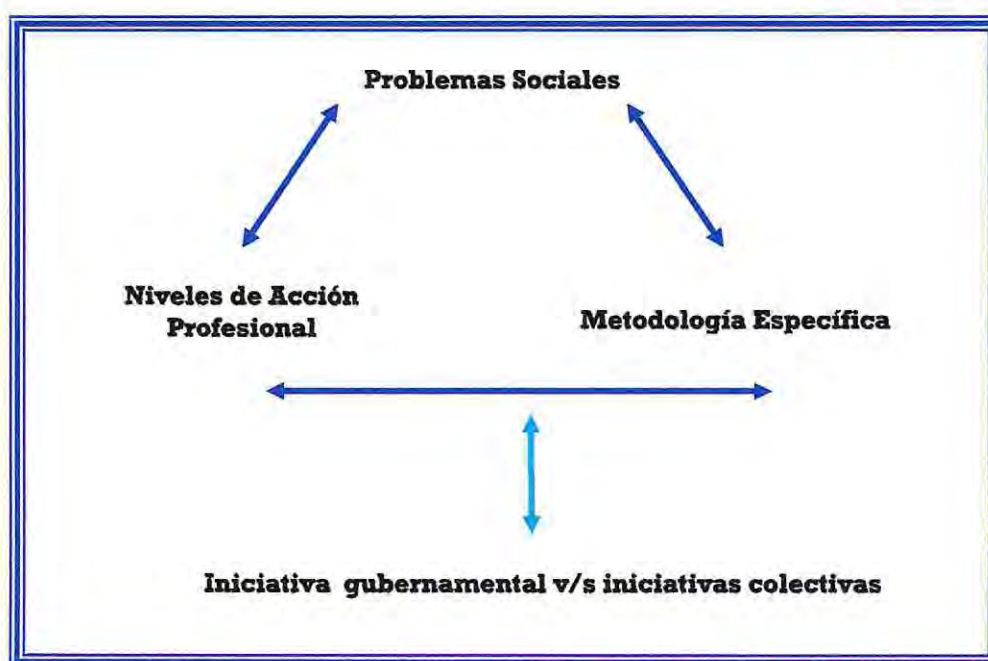 Problemas Sociales
Niveles de Acción
Profesional
Metodología Específica
Iniciativa gubernamental v/s iniciativas colectivas